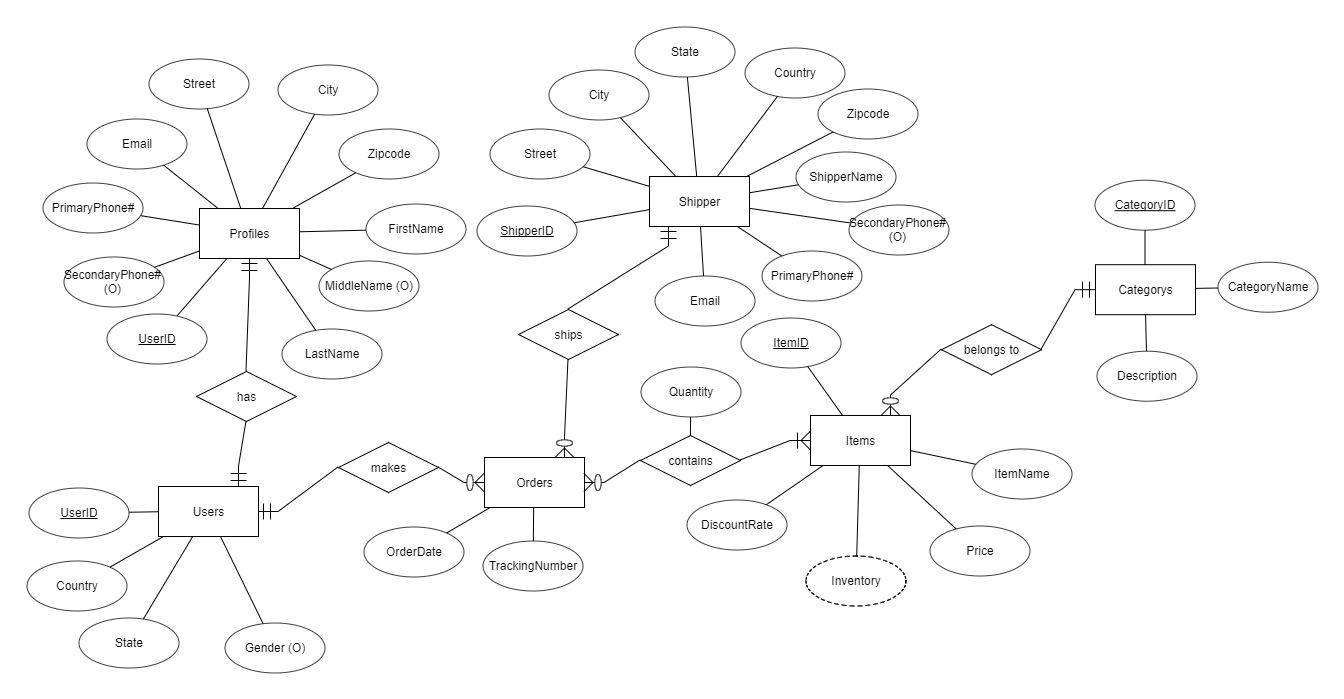 State
Country
City
Street
City
Zipcode
Email
Street
Zipcode
ShipperName
PrimaryPhone#
Shipper
CategoryID
FirstName
SecondaryPhone#
(O)
Profiles
ShipperID
SecondaryPhone#
(O)
MiddleName (O)
PrimaryPhone#
Categorys
CategoryName
Email
UserID
LastName
ships
ItemID
belongs to
Description
has
Quantity
Items
makes
contains
ItemName
Orders
UserID
Users
DiscountRate
OrderDate
TrackingNumber
Price
Inventory
Country
State
Gender (O)